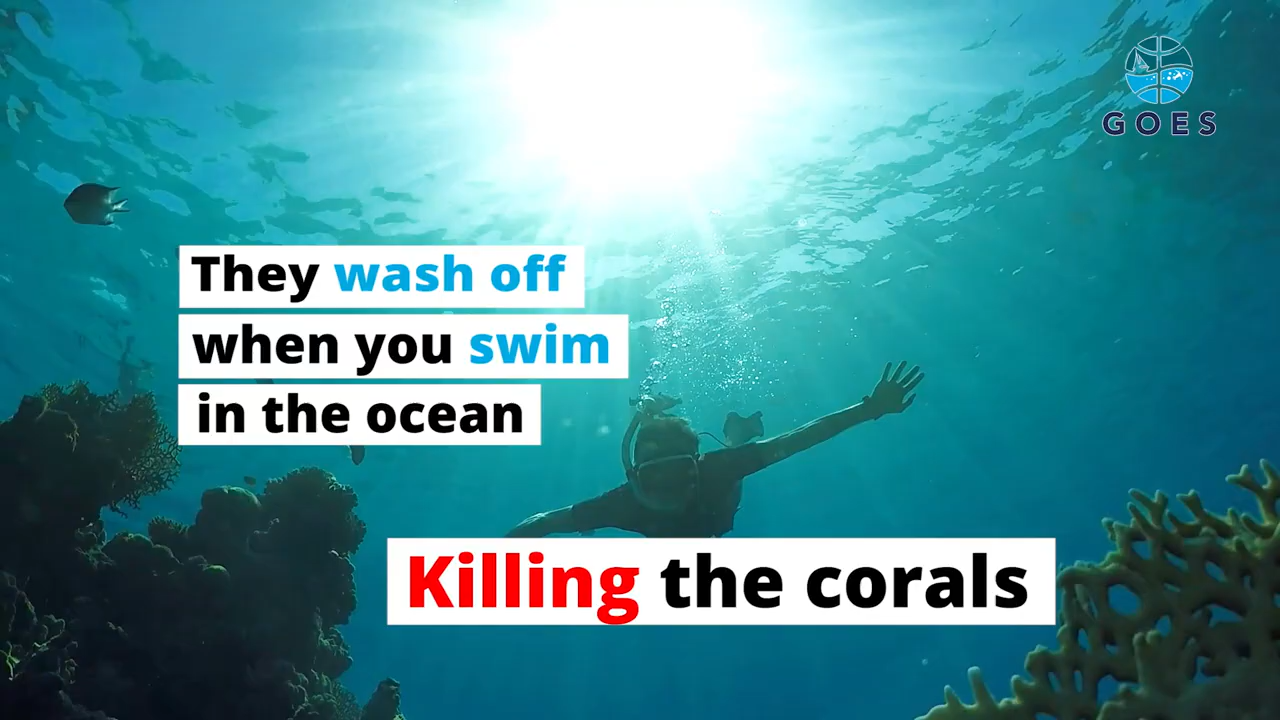 GOES
They wash off
when you swim
in the ocean
Killing the corals